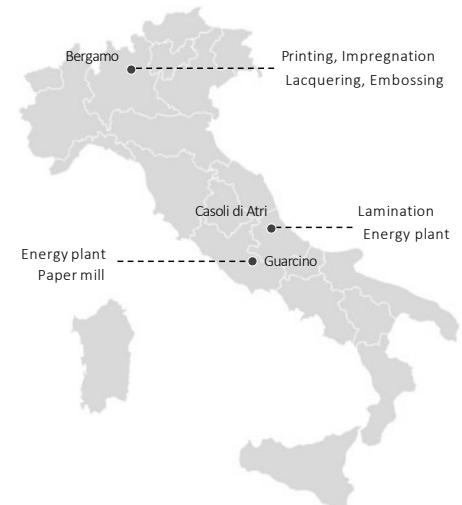 Bergamo
Printing, Impregnation
Lacquering, Embossing
Casoli di Atri
Lamination
Energy plant
Energy plant
Paper mill
Guarcino